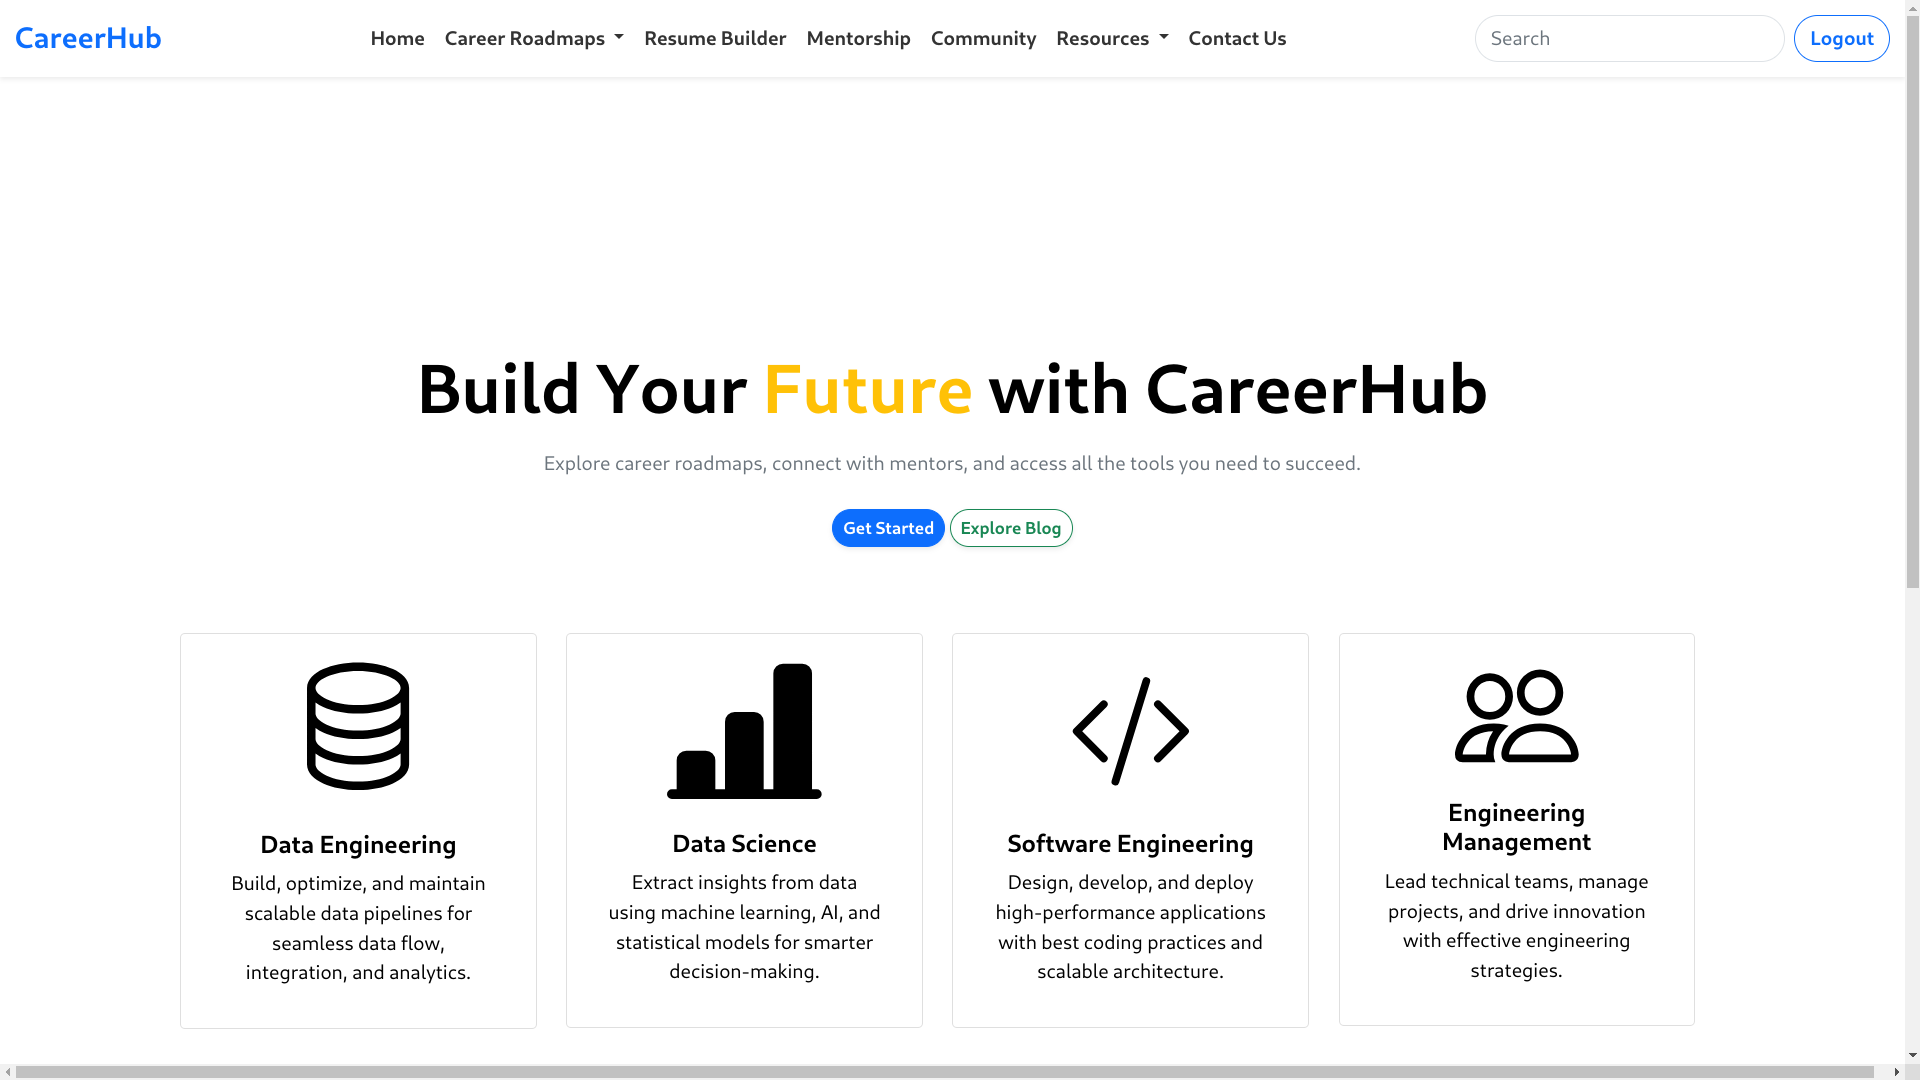 CareerHub
Home
Career Roadmaps
Resume Builder
Mentorship
Community
Resources
Contact Us
Search
Logout
Build Your Future with CareerHub
Explore career roadmaps, connect with mentors, and access all the tools you need to succeed.
Get Started
Explore Blog
Data Engineering
Build, optimize, and maintain
scalable data pipelines for
seamless data flow,
integration, and analytics.
Data Science
Extract insights from data
using machine learning, AI, and
statistical models for smarter
decision-making.
Software Engineering
Design, develop, and deploy
high-performance applications
with best coding practices and
scalable architecture.
Engineering
Management
Lead technical teams, manage
projects, and drive innovation
with effective engineering
strategies.